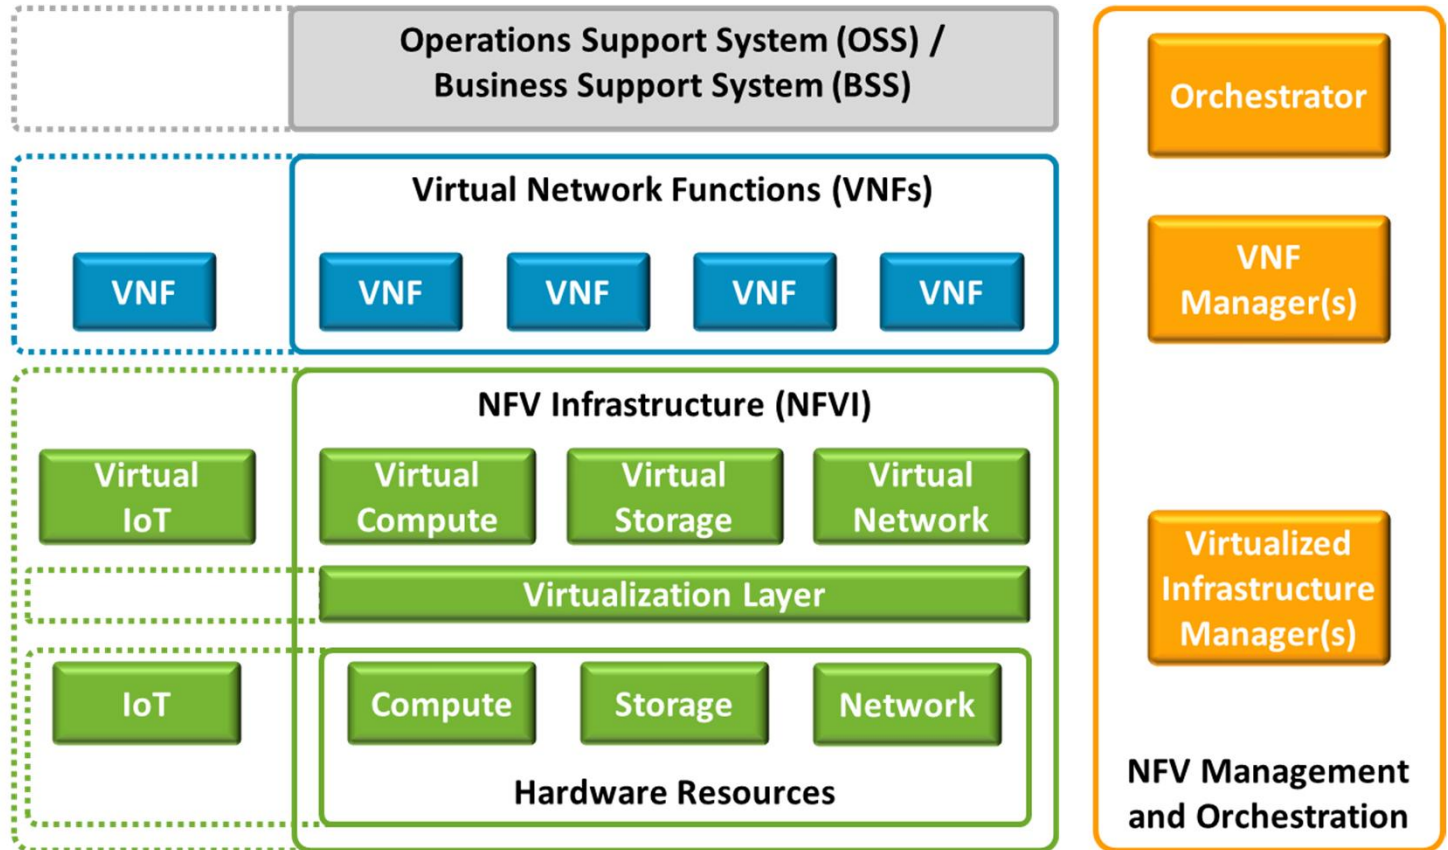 Operations Support System (OSS) /
Business Support System (BSS)
Virtual Network Functions (VNFs)
VNF
VNF
VNF
VNF
VNF
NFV Infrastructure (NFVI)
Virtual
IoT
Virtual
Compute
Virtual
Storage
Virtual
Network
Virtualization Layer
IoT
Compute
Storage
Network
Hardware Resources
Orchestrator
VNF
Manager(s)
Virtualized
Infrastructure
Manager(s)
NFV Management
and Orchestration